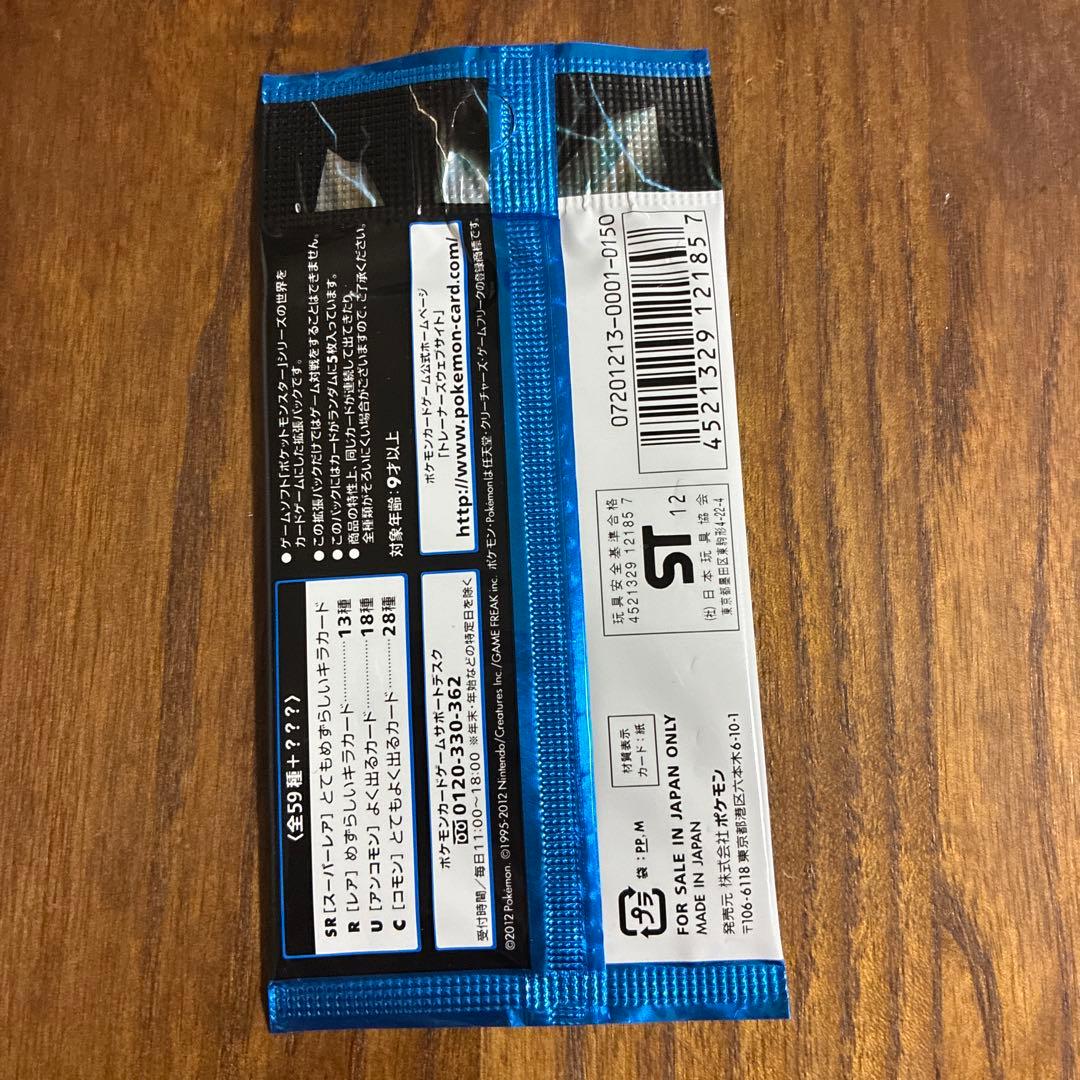 〈全59種+???〉
SR[スーパーレア]とてもめずらしいキラカード
R [レア]めずらしいキラカード…………13種
U [アンコモン]よく出るカード…………18種
C [コモン]とてもよく出るカード………28種
●ゲームソフト「ポケットモンスター」シリーズの世界を
カードゲームにした拡張パックです。
●この拡張パックだけではゲーム対戦をすることはできません。
●このパックにはカードがランダムに5枚入っています。
●商品の特性上、同じカードが連続して出てきたり、
全種類がそろいにくい場合がございますので、ご了承ください。
対象年齢:9才以上
ポケモンカードゲームサポートデスク
0120-330-362
受付時間/毎日11:00〜18:00 ※年末・年始などの特定日を除く
ポケモンカードゲーム公式ホームページ
「トレーナーズウェブサイト」
http://www.pokemon-card.com/
©2012 Pokémon. ©1995-2012 Nintendo/Creatures Inc./GAME FREAK inc. ポケモン・Pokémonは任天堂・クリーチャーズ・ゲームフリークの登録商標です。
プラ
袋:PP,M
材質表示
カード:紙
FOR SALE IN JAPAN ONLY
MADE IN JAPAN
発売元 株式会社ポケモン
〒106-6118 東京都港区六本木6-10-1
玩具安全基準合格
4521329 12185 7
ST 12
(社)日本玩具協会
東京都墨田区東駒形4-22-4
07201213-0001-0150
4521329121857